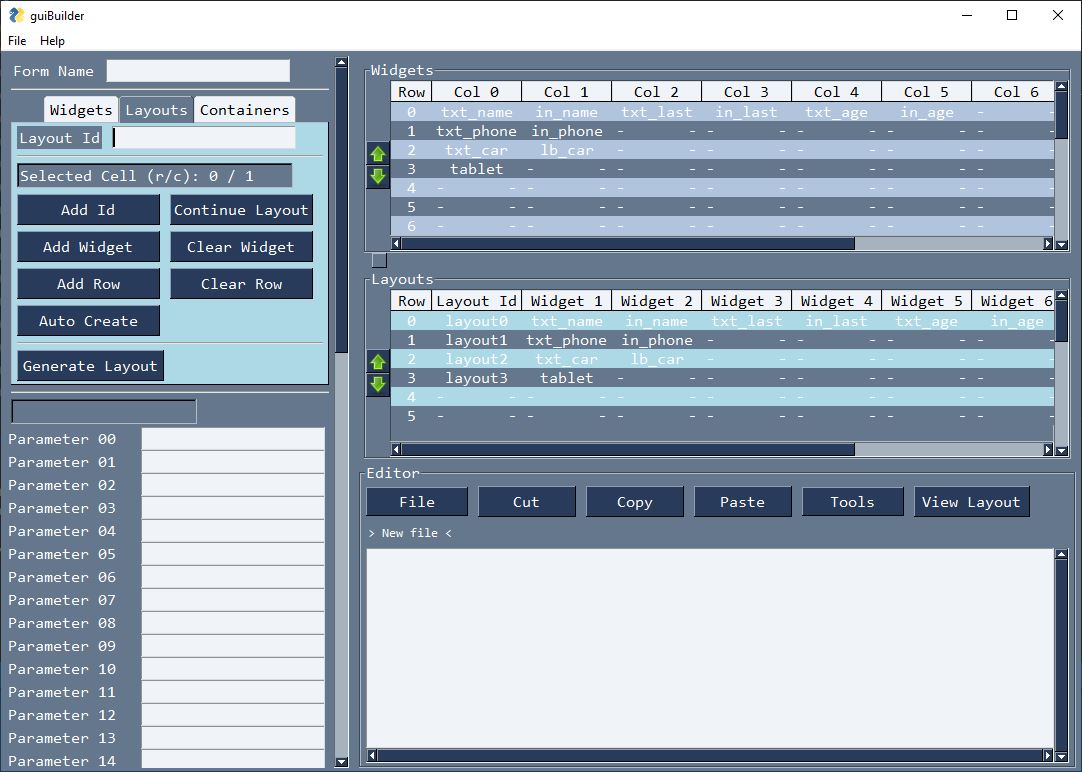 guiBuilder
File Help
Form Name
Widgets Layouts Containers
Layout Id
Selected Cell (r/c): 0 / 1
Add Id Continue Layout
Add Widget Clear Widget
Add Row Clear Row
Auto Create
Generate Layout
Parameter 00
Parameter 01
Parameter 02
Parameter 03
Parameter 04
Parameter 05
Parameter 06
Parameter 07
Parameter 08
Parameter 09
Parameter 10
Parameter 11
Parameter 12
Parameter 13
Parameter 14
Widgets
Row Col 0 Col 1 Col 2 Col 3 Col 4 Col 5 Col 6
0 txt_name in_name txt_last in_last txt_age in_age - -
1 txt_phone in_phone - - - - - - - - -
2 txt_car lb_car - - - - - - - - -
3 tablet - - - - - - - - - - -
4 - - - - - - - - - - - - -
5 - - - - - - - - - - - - -
6 - - - - - - - - - - - - -
Layouts
Row Layout Id Widget 1 Widget 2 Widget 3 Widget 4 Widget 5 Widget 6
0 layout0 txt_name in_name txt_last in_last txt_age in_age
1 layout1 txt_phone in_phone - - - - - - - -
2 layout2 txt_car lb_car - - - - - - - -
3 layout3 tablet - - - - - - - - - -
4 - - - - - - - - - - - - - -
5 - - - - - - - - - - - - - -
Editor
File Cut Copy Paste Tools View Layout
> New file <